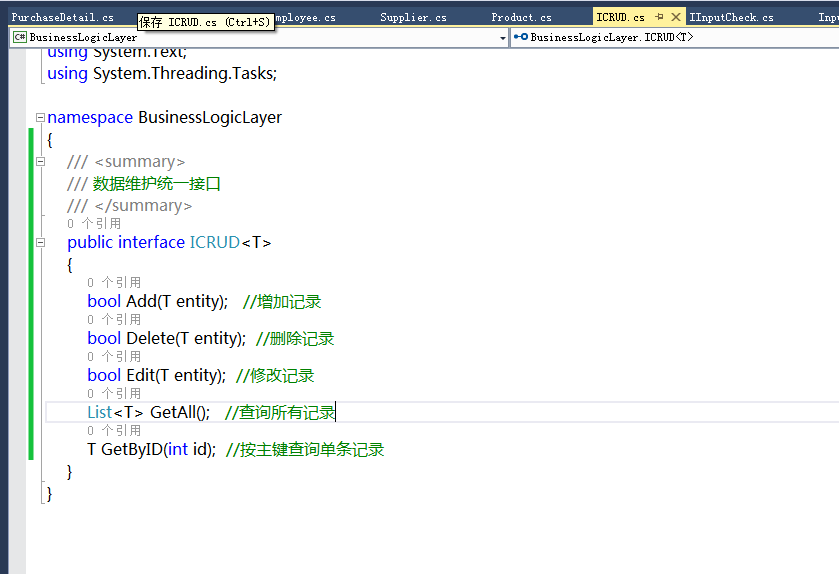 PurchaseDetail.cs
保存 ICRUD.cs (Ctrl+S)
mployee.cs
Supplier.cs
Product.cs
ICRUD.cs
IInputCheck.cs
Inp
C# BusinessLogicLayer
BusinessLogicLayer.ICRUD<T>
using System.Text;
using System.Threading.Tasks;
namespace BusinessLogicLayer
{
/// <summary>
/// 数据维护统一接口
/// </summary>
0 个引用
public interface ICRUD<T>
{
0 个引用
bool Add(T entity); //增加记录
0 个引用
bool Delete(T entity); //删除记录
0 个引用
bool Edit(T entity); //修改记录
0 个引用
List<T> GetAll(); //查询所有记录
0 个引用
T GetByID(int id); //按主键查询单条记录
}
}